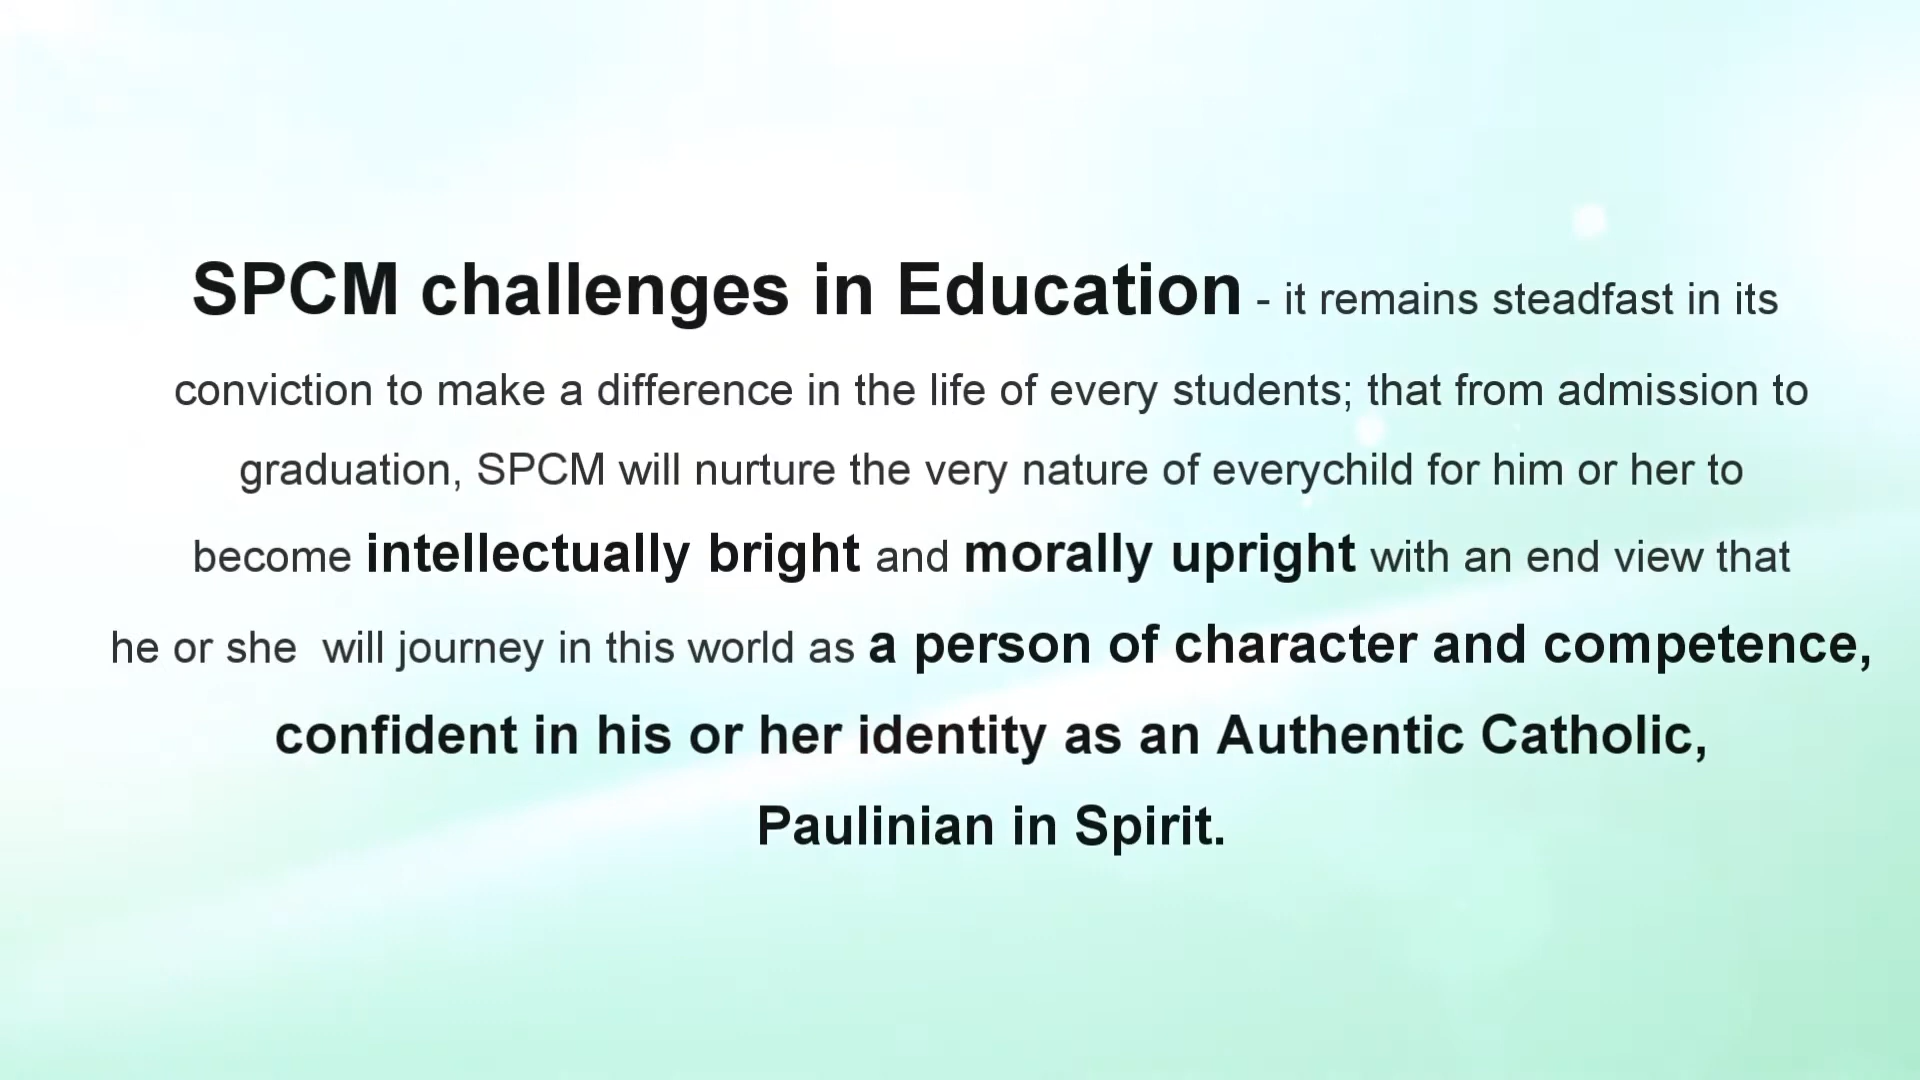 SPCM challenges in Education - it remains steadfast in its
conviction to make a difference in the life of every students; that from admission to
graduation, SPCM will nurture the very nature of everychild for him or her to
become intellectually bright and morally upright with an end view that
he or she  will journey in this world as a person of character and competence,
confident in his or her identity as an Authentic Catholic,
Paulinian in Spirit.